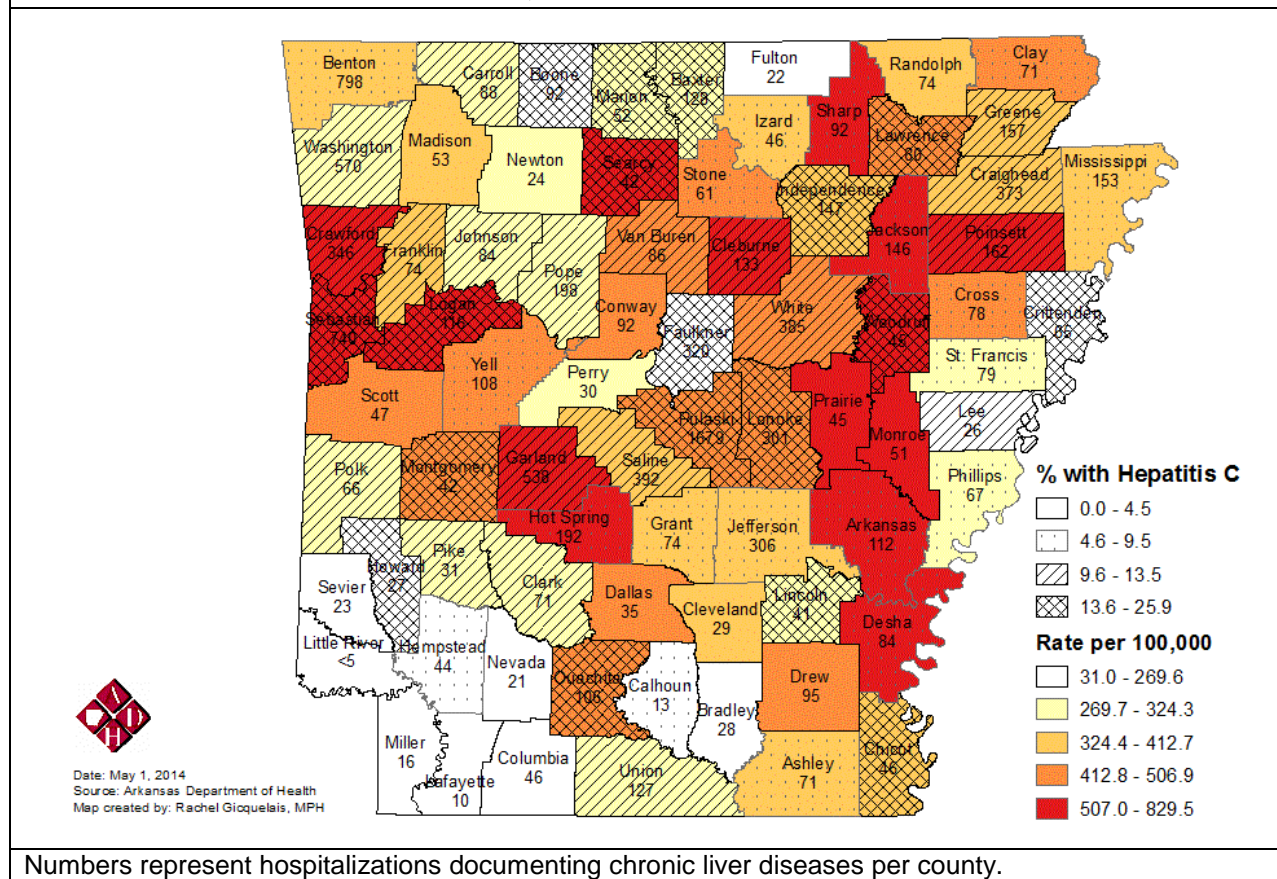 Benton
798
Carroll
88
Boone
92
Marion
52
Baxter
128
Fulton
22
Sharp
92
Randolph
74
Clay
71
Greene
157
Lawrence
80
Izard
46
Washington
570
Madison
53
Newton
24
Searcy
42
Stone
61
Independence
147
Craighead
373
Mississippi
153
Crawford
346
Franklin
74
Johnson
84
Pope
198
Van Buren
86
Cleburne
133
Jackson
146
Poinsett
162
Sebastian
740
Logan
116
Conway
92
Faulkner
320
White
385
Woodruff
49
Cross
78
Crittenden
Scott
47
Yell
108
Perry
30
Pulaski
1679
Lonoke
301
Prairie
45
Monroe
51
St. Francis
79
Lee
26
Phillips
67
Polk
66
Montgomery
42
Garland
538
Saline
392
Hot Spring
192
Grant
74
Jefferson
306
Arkansas
112
Sevier
23
Howard
27
Pike
31
Clark
71
Dallas
35
Cleveland
29
Lincoln
41
Desha
84
Little River
<5
Hempstead
44
Nevada
21
Ouachita
105
Calhoun
13
Bradley
28
Drew
95
Chicot
46
Miller
16
Lafayette
10
Columbia
46
Union
127
Ashley
71
% with Hepatitis C
0.0 - 4.5
4.6 - 9.5
9.6 - 13.5
13.6 - 25.9
Rate per 100,000
31.0 - 269.6
269.7 - 324.3
324.4 - 412.7
412.8 - 506.9
507.0 - 829.5
A
D
H
Date: May 1, 2014
Source: Arkansas Department of Health
Map created by: Rachel Gicquelais, MPH
Numbers represent hospitalizations documenting chronic liver diseases per county.